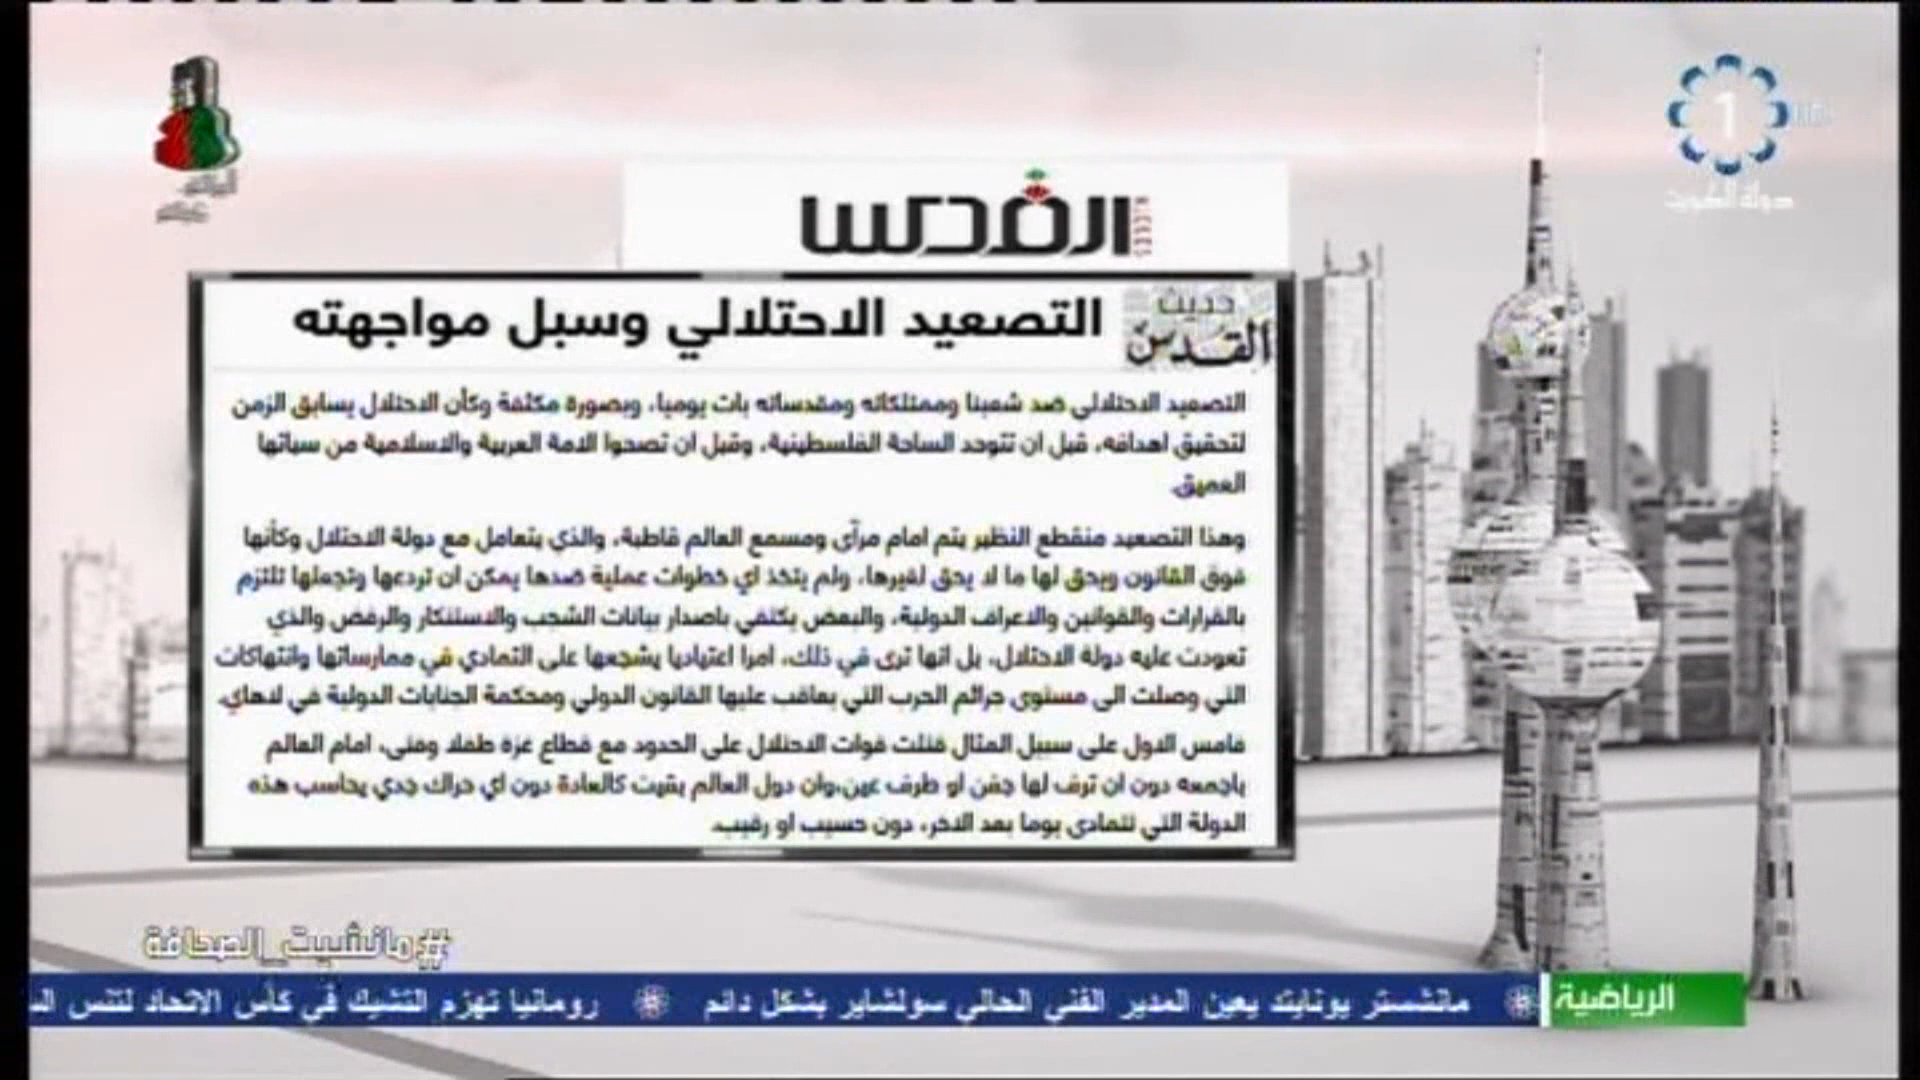 1
دولة الكويت
القدس
حديث
القدس
التصعيد الاحتلالي وسبل مواجهته
التصعيد الاحتلالي ضد شعبنا وممتلكاته ومقدساته بات يوميا، وبصورة مكثفة وكأن الاحتلال يسابق الزمن
لتحقيق اهدافه، قبل ان تتوحد الساحة الفلسطينية، وقبل ان تصحوا الامة العربية والاسلامية من سباتها
العميق.
وهذا التصعيد منقطع النظير يتم امام مرآى ومسمع العالم قاطبة، والذي يتعامل مع دولة الاحتلال وكأنها
فوق القانون ويحق لها ما لا يحق لغيرها، ولم يتخذ اي خطوات عملية ضدها يمكن ان تردعها وتجعلها تلتزم
بالقرارات والقوانين والاعراف الدولية، والبعض يكتفي باصدار بيانات الشجب والاستنكار والرفض والذي
تعودت عليه دولة الاحتلال، بل انها ترى في ذلك، امرا اعتياديا يشجعها على التمادي في ممارساتها وانتهاكات
التي وصلت الى مستوى جرائم الحرب التي يعاقب عليها القانون الدولي ومحكمة الجنايات الدولية في لاهاي.
فامس الاول على سبيل المثال قتلت قوات الاحتلال على الحدود مع قطاع غزة طفلا وفتى، امام العالم
باجمعه دون ان ترف لها جفن او طرف عين،وان دول العالم بقيت كالعادة دون اي حراك جدي يحاسب هذه
الدولة التي تتمادى يوما بعد الاخر، دون حسيب او رقيب.
#مانشيت_الصحافة
الرياضية
مانشستر يونايتد يعين المدير الفني الحالي سولشاير بشكل دائم
رومانيا تهزم التشيك في كأس الاتحاد لتنس